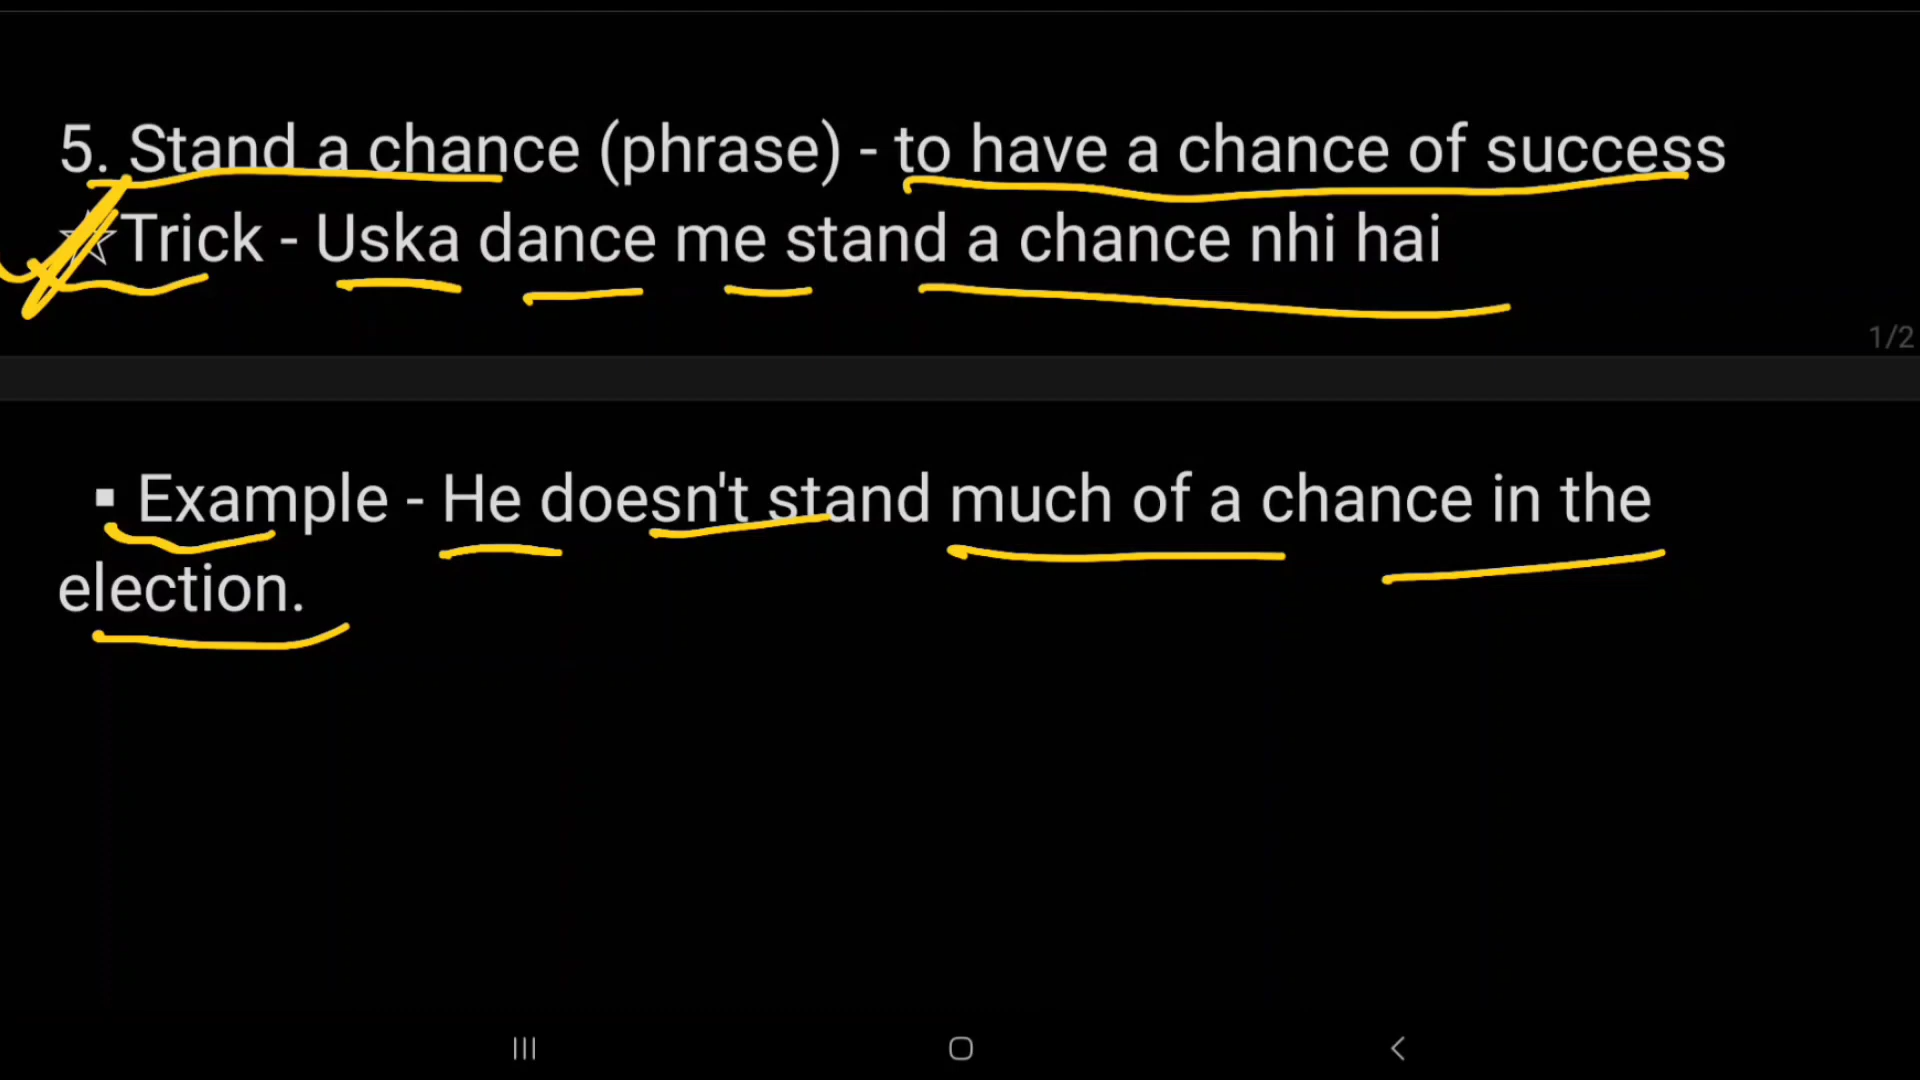 5. Stand a chance (phrase) - to have a chance of success
☆Trick - Uska dance me stand a chance nhi hai
1/2
▪ Example - He doesn't stand much of a chance in the
election.